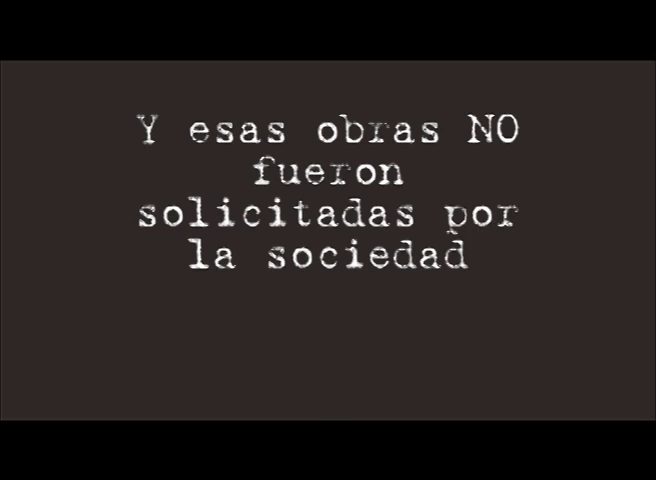 Y esas obras NO
fueron
solicitadas por
la sociedad